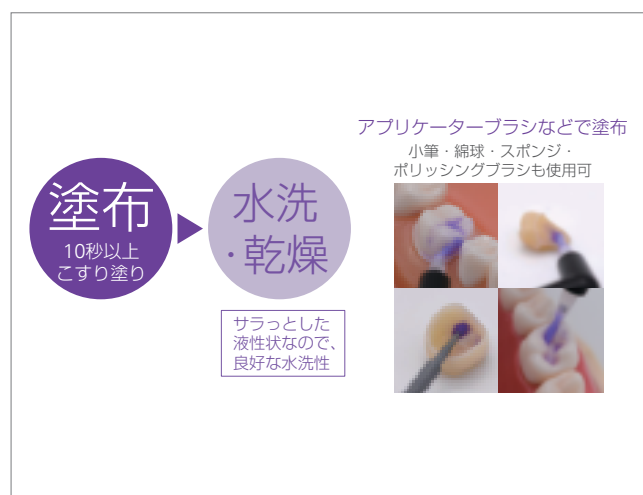 塗布
10秒以上
こすり塗り
水洗
・乾燥
サラっとした
液性状なので、
良好な水洗性
アプリケーターブラシなどで塗布
小筆・綿球・スポンジ・
ポリッシングブラシも使用可